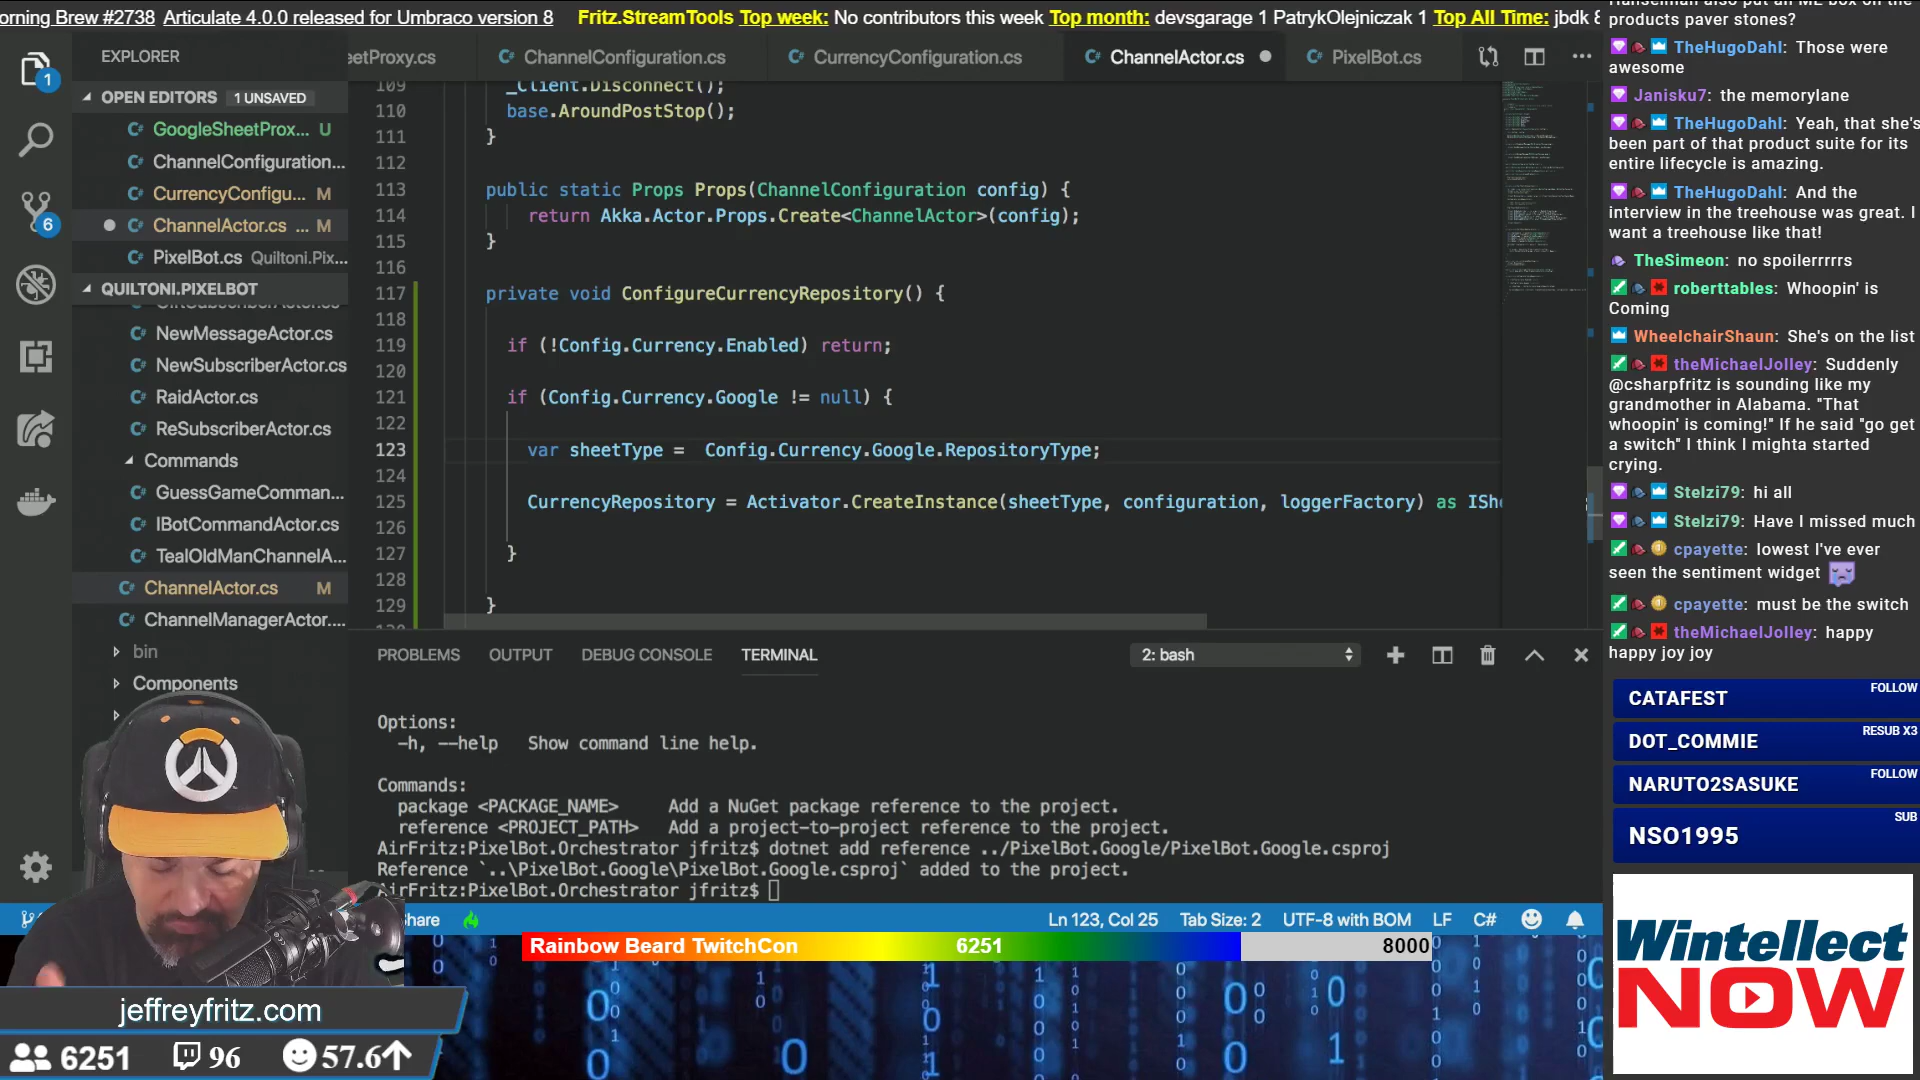 orning Brew #2738 Articulate 4.0.0 released for Umbraco version 8 Fritz.StreamTools Top week: No contributors this week Top month: devsgarage 1 PatrykOlejniczak 1 Top All Time: jbdk 8
EXPLORER
OPEN EDITORS 1 UNSAVED
GoogleSheetProx... U
ChannelConfiguration...
CurrencyConfigu... M
ChannelActor.cs ... M
PixelBot.cs Quiltoni.Pix...
QUILTONI.PIXELBOT
NewMessageActor.cs
NewSubscriberActor.cs
RaidActor.cs
ReSubscriberActor.cs
Commands
GuessGameComman...
IBotCommandActor.cs
TealOldManChannelA...
ChannelActor.cs M
ChannelManagerActor....
bin
Components
1
6
eetProxy.cs ChannelConfiguration.cs CurrencyConfiguration.cs ChannelActor.cs PixelBot.cs
109 _Client.Disconnect();
110 base.AroundPostStop();
111 }
112
113 public static Props Props(ChannelConfiguration config) {
114 return Akka.Actor.Props.Create<ChannelActor>(config);
115 }
116
117 private void ConfigureCurrencyRepository() {
118
119 if (!Config.Currency.Enabled) return;
120
121 if (Config.Currency.Google != null) {
122
123 var sheetType =  Config.Currency.Google.RepositoryType;
124
125 CurrencyRepository = Activator.CreateInstance(sheetType, configuration, loggerFactory) as IShe
126
127 }
128
129 }
PROBLEMS OUTPUT DEBUG CONSOLE TERMINAL 2: bash
Options:
-h, --help Show command line help.
Commands:
package <PACKAGE_NAME> Add a NuGet package reference to the project.
reference <PROJECT_PATH> Add a project-to-project reference to the project.
AirFritz:PixelBot.Orchestrator jfritz$ dotnet add reference ../PixelBot.Google/PixelBot.Google.csproj
Reference `..\PixelBot.Google\PixelBot.Google.csproj` added to the project.
AirFritz:PixelBot.Orchestrator jfritz$
hare Ln 123, Col 25 Tab Size: 2 UTF-8 with BOM LF C#
Rainbow Beard TwitchCon 6251 8000
jeffreyfritz.com
6251 96 57.6
Hanselman also put an ML box on the
products paver stones?
TheHugoDahl: Those were
awesome
Janisku7: the memorylane
TheHugoDahl: Yeah, that she's
been part of that product suite for its
entire lifecycle is amazing.
TheHugoDahl: And the
interview in the treehouse was great. I
want a treehouse like that!
TheSimeon: no spoilerrrrrs
roberttables: Whoopin' is
Coming
WheelchairShaun: She's on the list
theMichaelJolley: Suddenly
@csharpfritz is sounding like my
grandmother in Alabama. "That
whoopin' is coming!" If he said "go get
a switch" I think I mighta started
crying.
Stelzi79: hi all
Stelzi79: Have I missed much
cpayette: lowest I've ever
seen the sentiment widget
cpayette: must be the switch
theMichaelJolley: happy
happy joy joy
CATAFEST FOLLOW
DOT_COMMIE RESUB X3
NARUTO2SASUKE FOLLOW
NSO1995 SUB
Wintellect
NOW